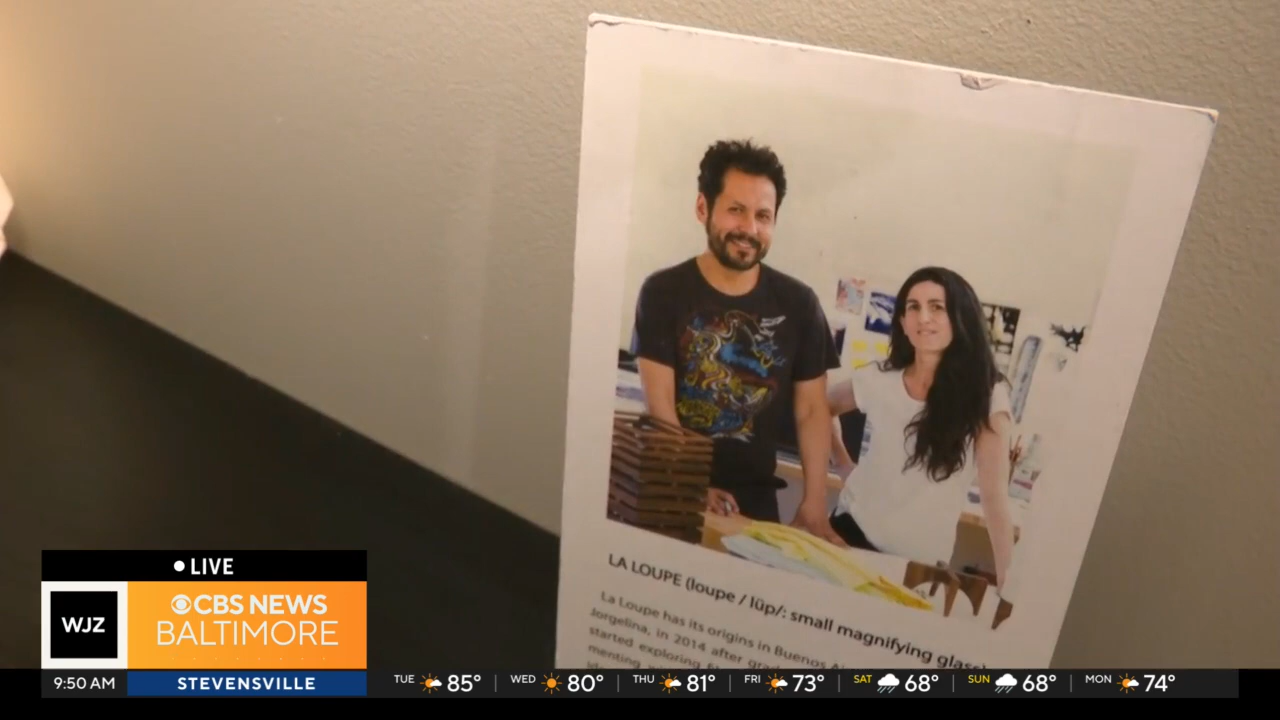 LA LOUPE (loupe / lüp/: small magnifying glass)
La Loupe has its origins in Buenos
Jorgelina, in 2014 after
started exploring
LIVE
WJZ
CBS NEWS
BALTIMORE
9:50 AM STEVENSVILLE TUE 85° WED 80° THU 81° FRI 73° SAT 68° SUN 68° MON 74°